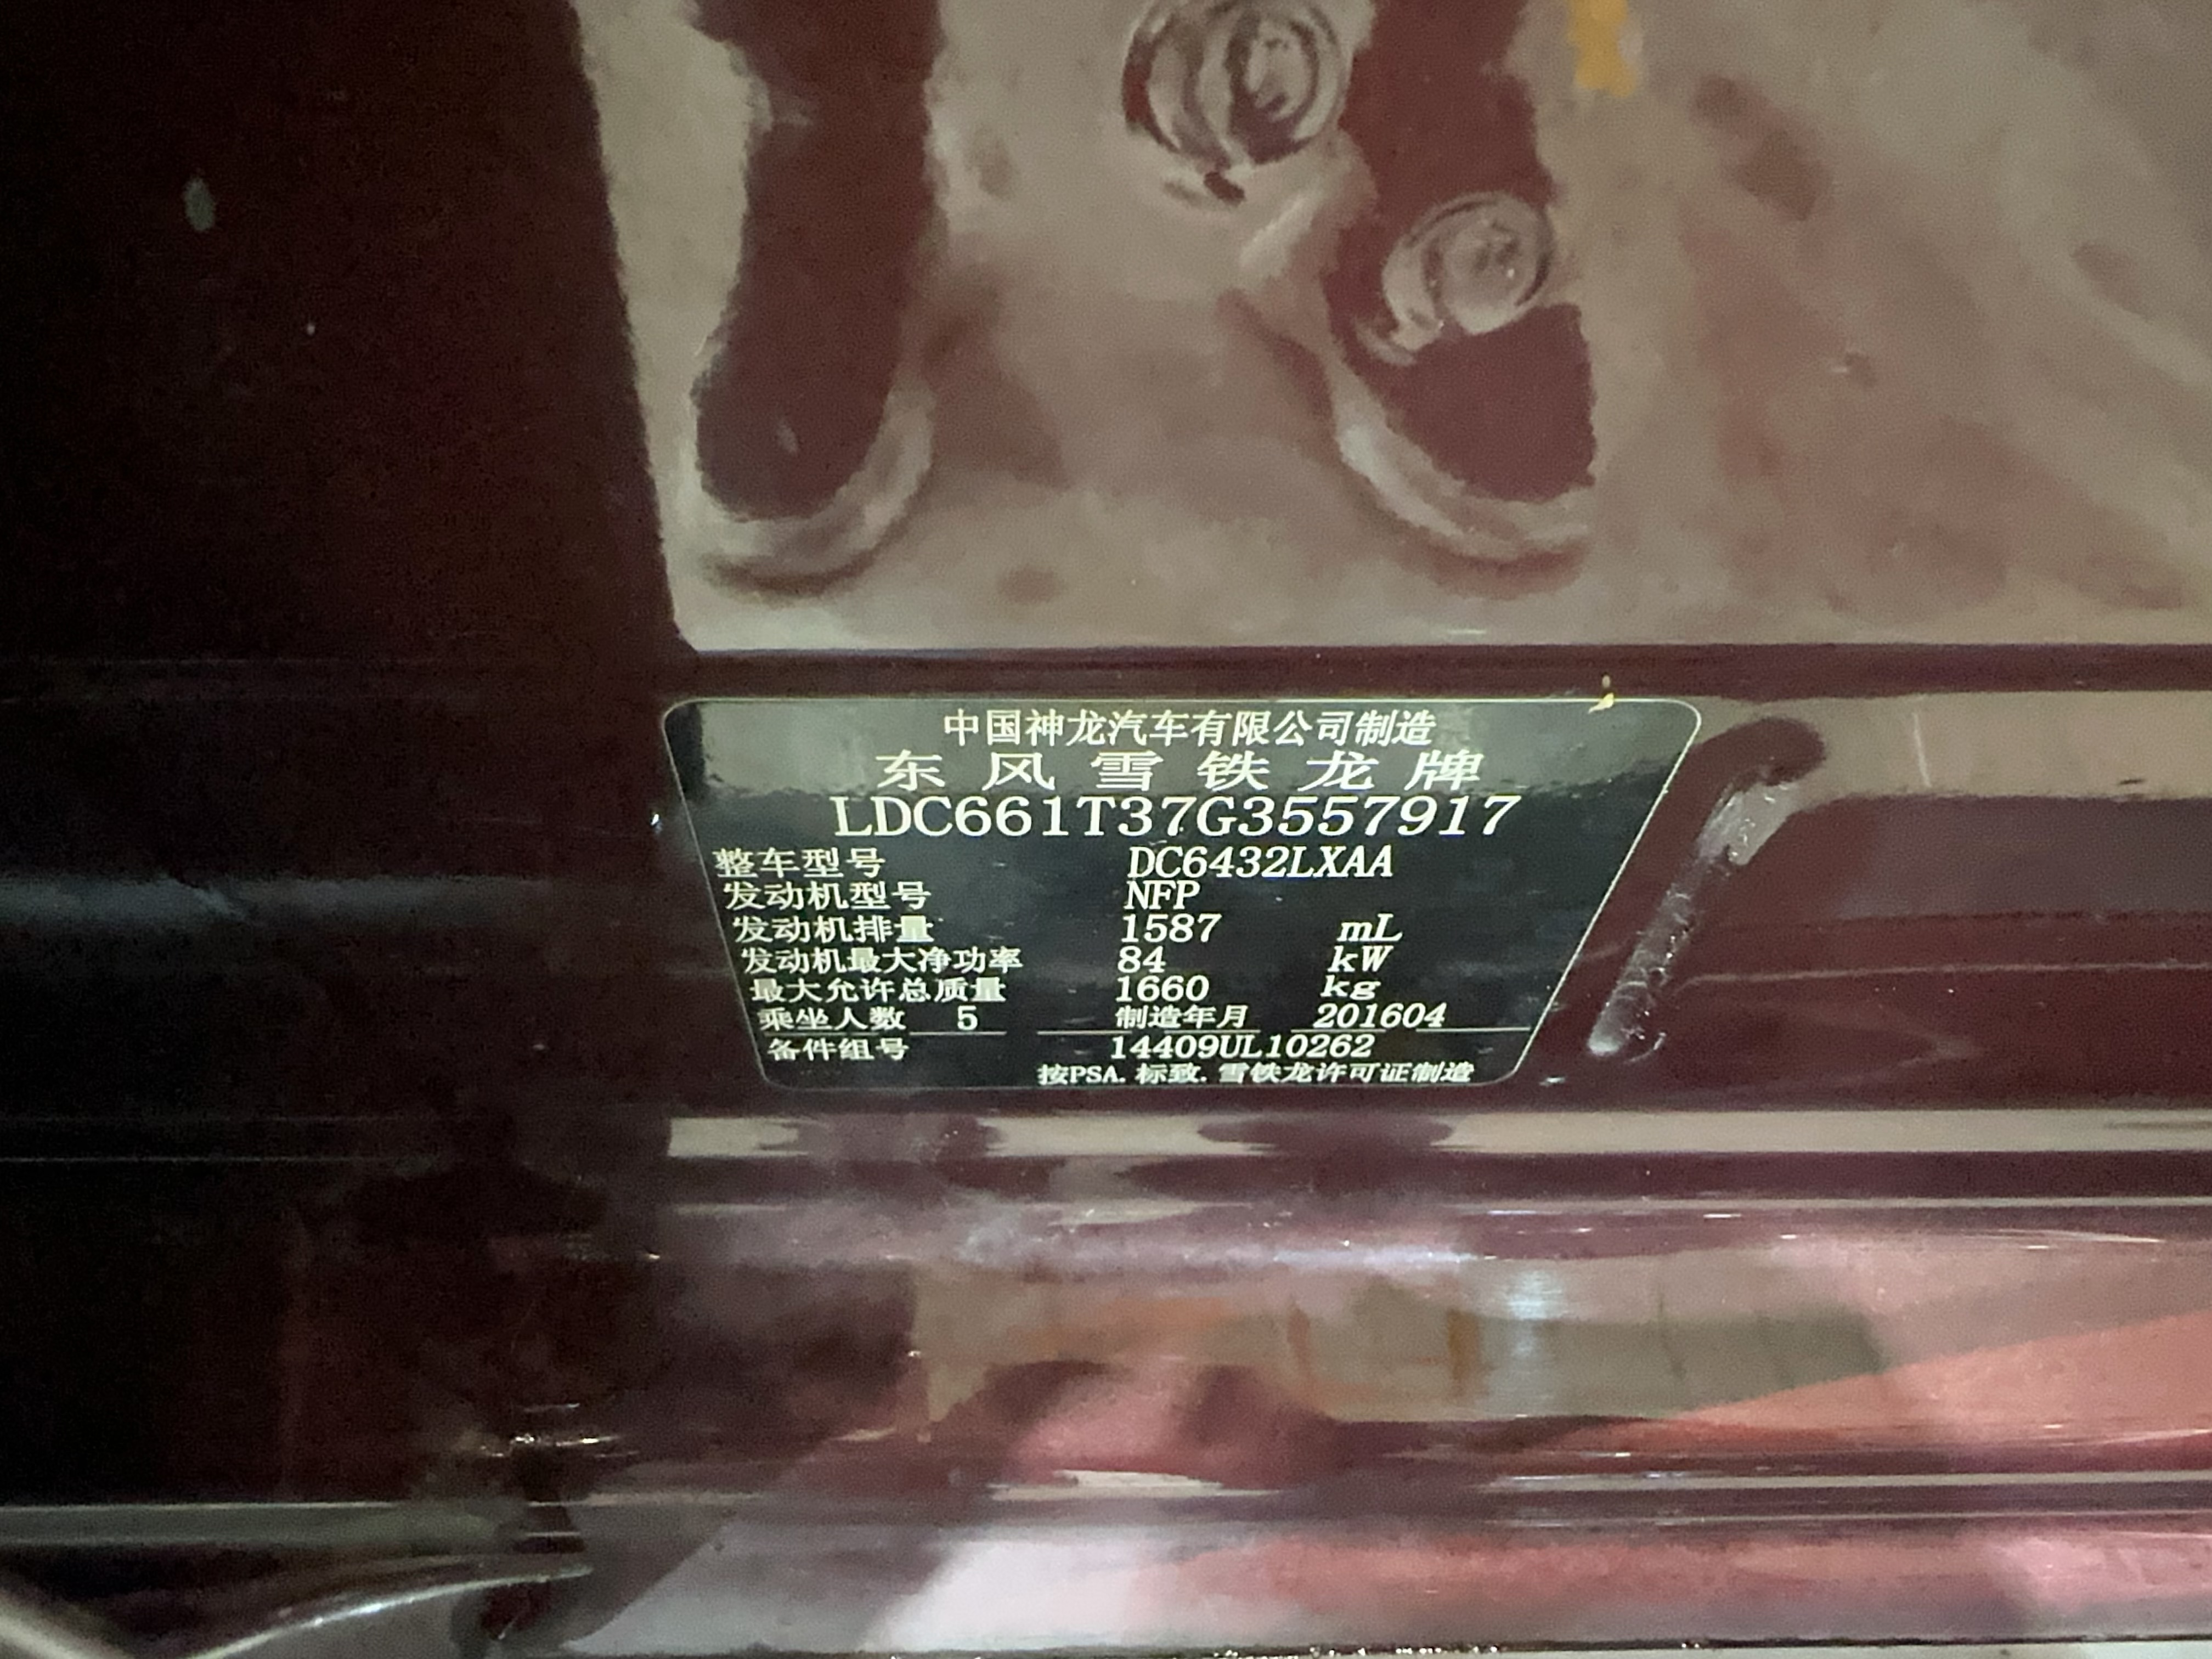 中国神龙汽车有限公司制造
东风雪铁龙牌
LDC661T37G3557917
整车型号 DC6432LXAA
发动机型号 NFP
发动机排量 1587 mL
发动机最大净功率 84 kW
最大允许总质量 1660 kg
乘坐人数 5 制造年月 201604
备件组号 14409UL10262
按PSA. 标致. 雪铁龙许可证制造